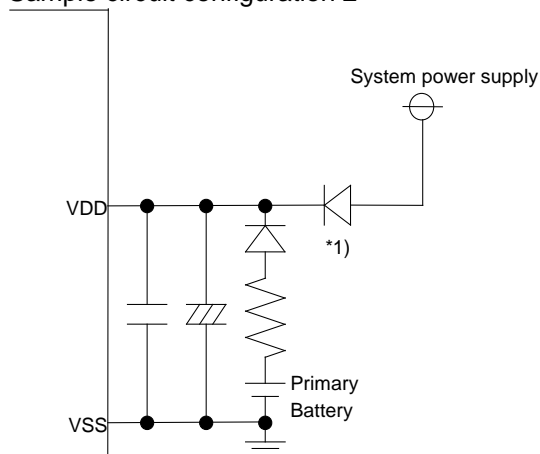 Sample circuit configuration 2
System power supply
VDD
*1)
Primary
Battery
VSS